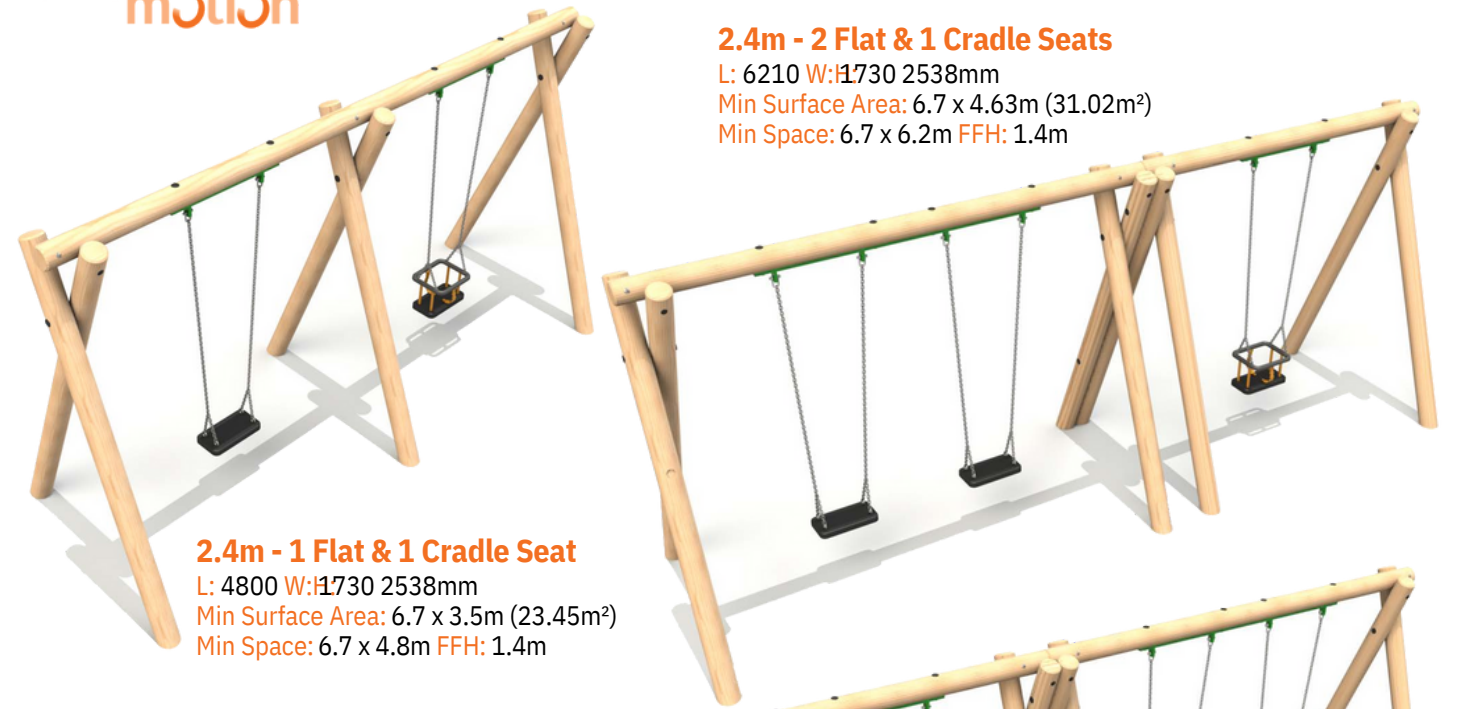 motion
2.4m - 2 Flat & 1 Cradle Seats
L: 6210 W:H:1730 2538mm
Min Surface Area: 6.7 x 4.63m (31.02m²)
Min Space: 6.7 x 6.2m FFH: 1.4m
2.4m - 1 Flat & 1 Cradle Seat
L: 4800 W:H:1730 2538mm
Min Surface Area: 6.7 x 3.5m (23.45m²)
Min Space: 6.7 x 4.8m FFH: 1.4m